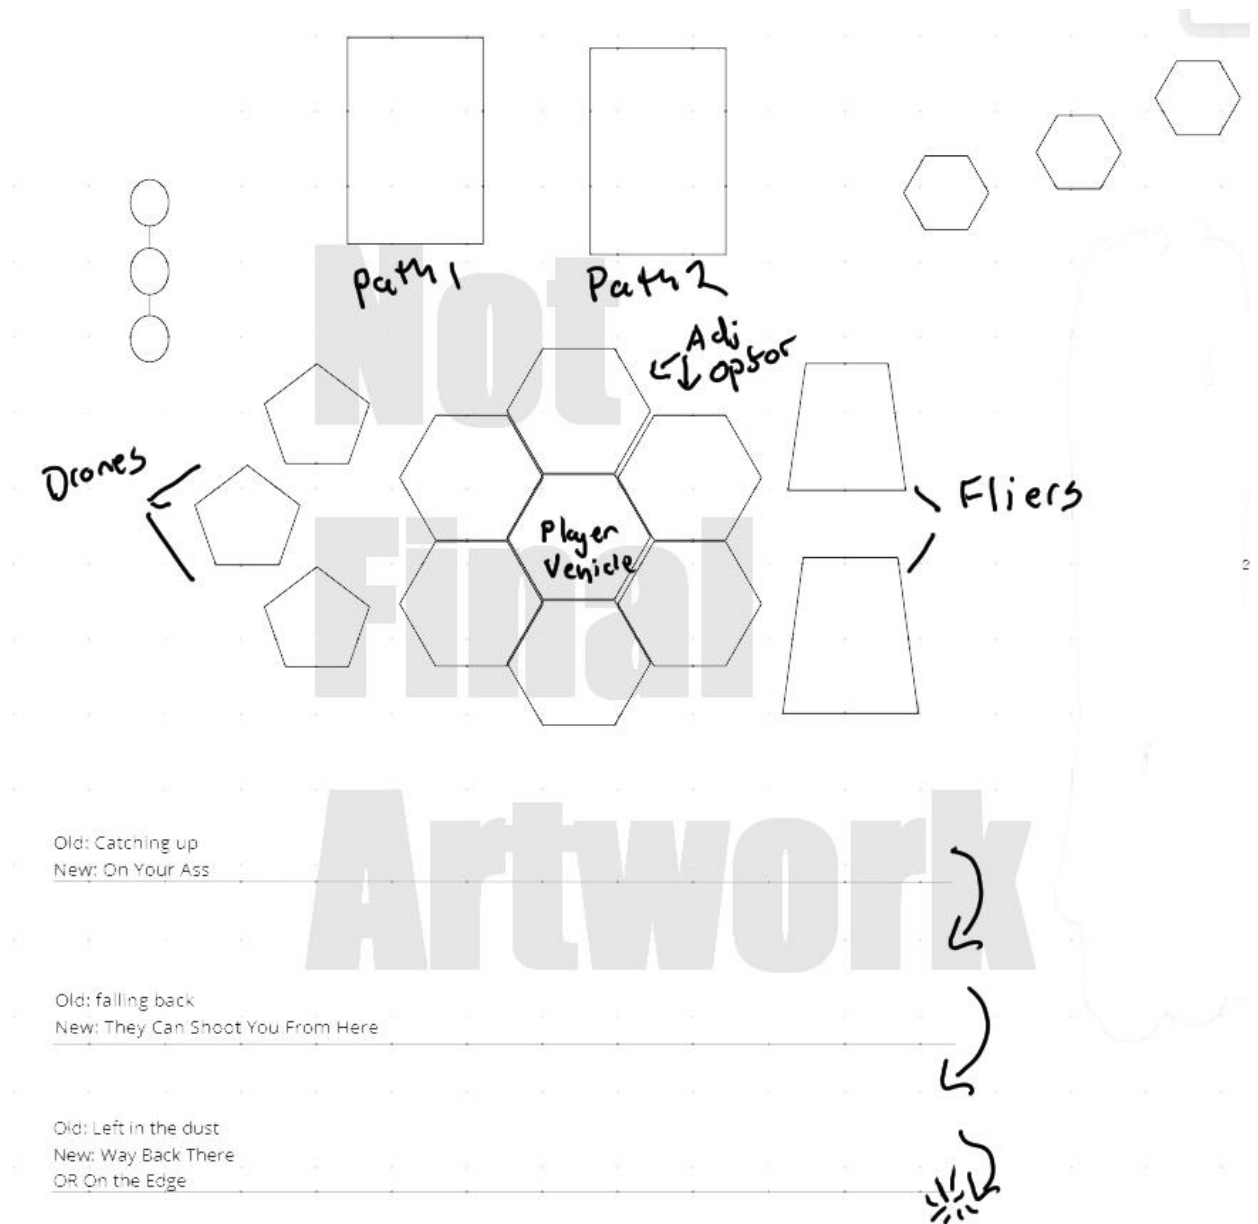 Path 1
Path 2
Adj
Drones
Fliers
Player
Vehicle
Not
Final
Artwork
Old: Catching up
New: On Your Ass
Old: falling back
New: They Can Shoot You From Here
Old: Left in the dust
New: Way Back There
OR On the Edge
2